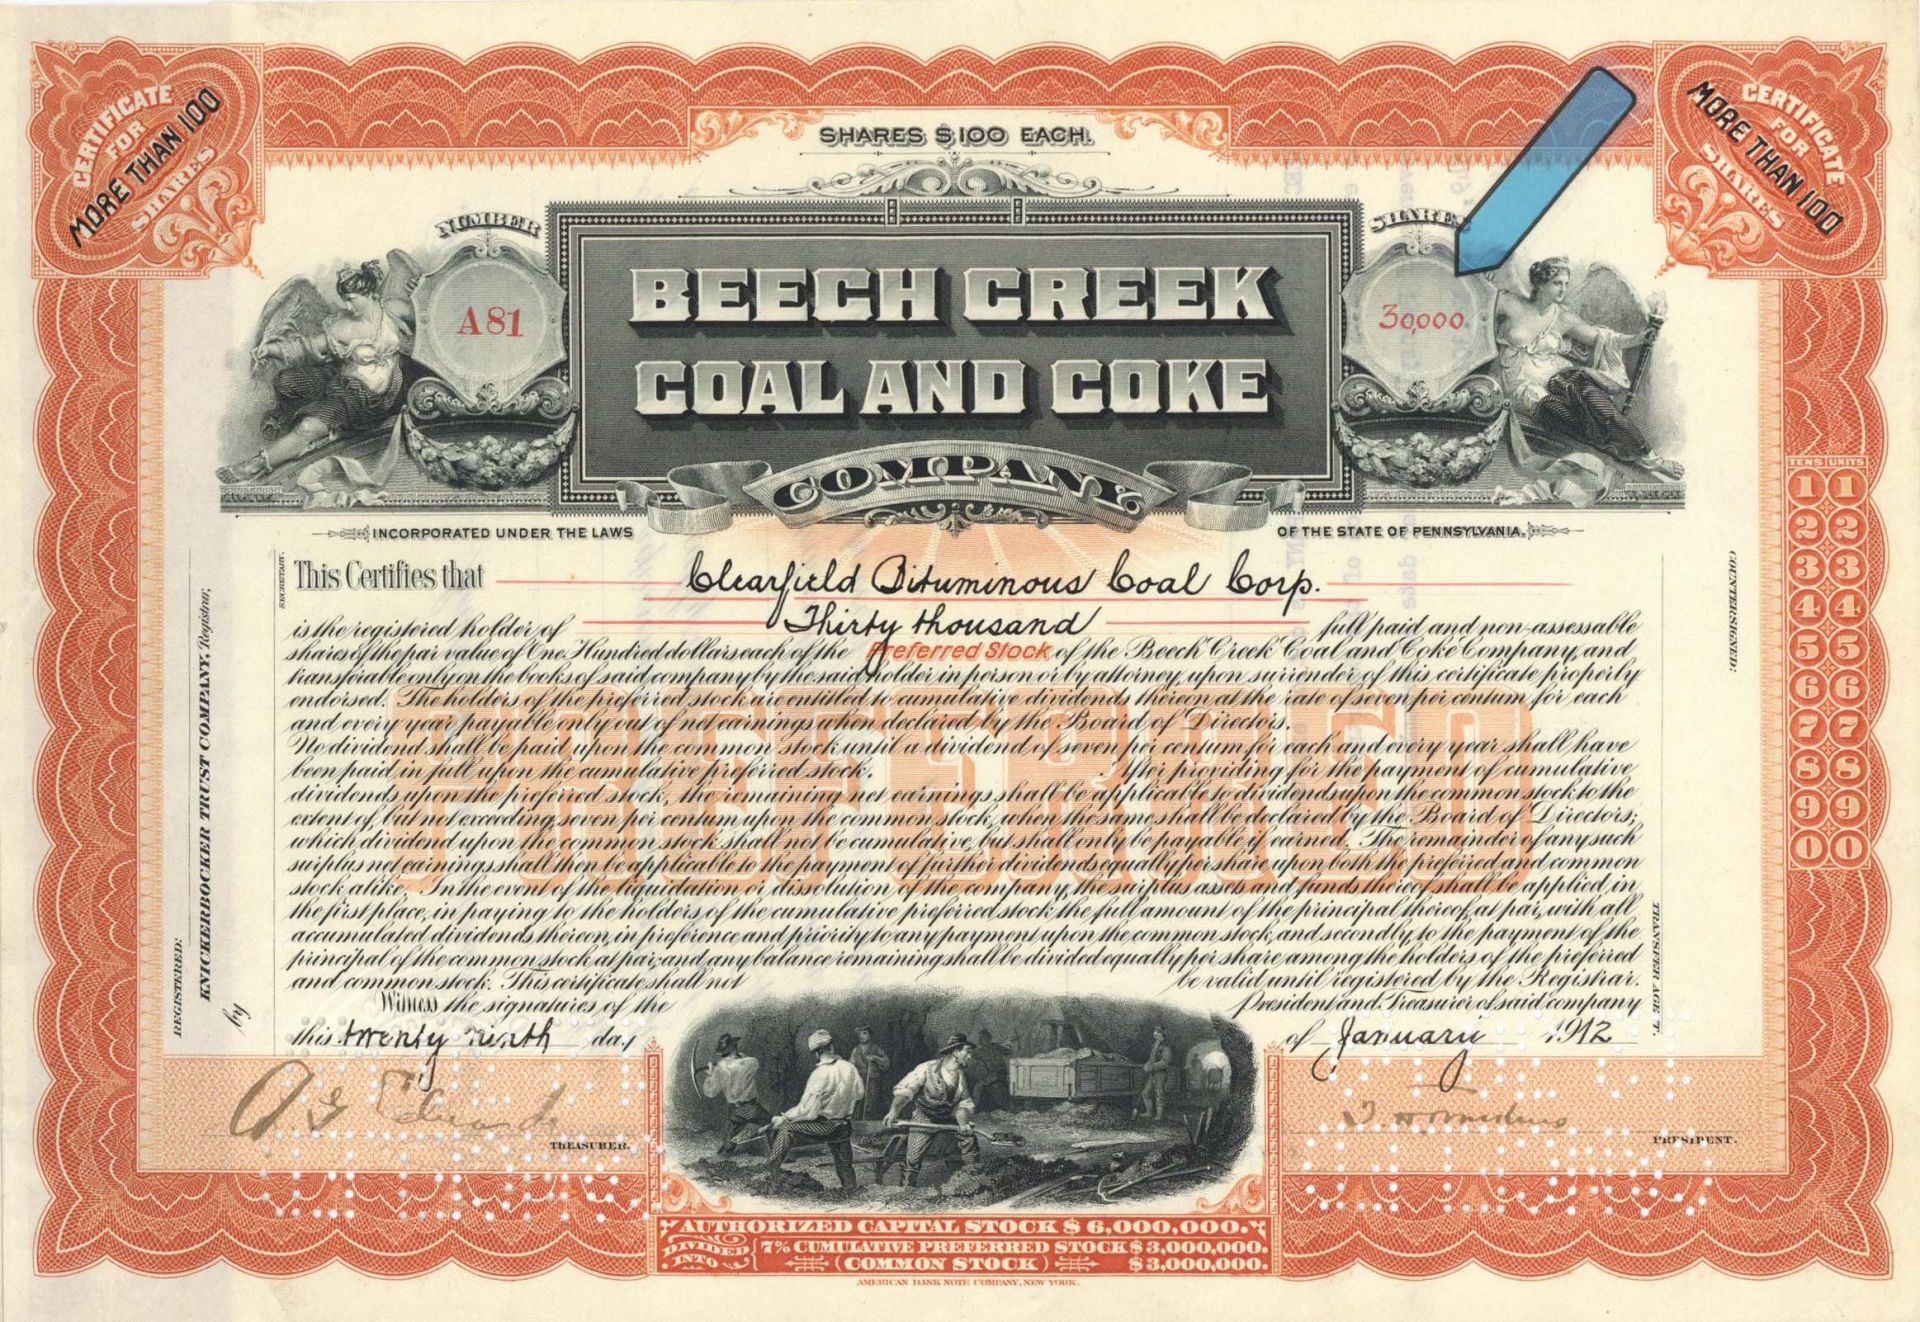 SHARES $100 EACH.
CERTIFICATE
FOR
MORE THAN 100
SHARES
CERTIFICATE
FOR
MORE THAN 100
SHARES
NUMBER
A81
SHARES
30,000
BEECH CREEK
COAL AND COKE
COMPANY.
INCORPORATED UNDER THE LAWS OF THE STATE OF PENNSYLVANIA.
This Certifies that Clearfield Bituminous Coal Corp.
is the registered holder of Thirty thousand full paid and non-assessable
shares of the par value of One Hundred dollars each of the Preferred Stock of the Beech Creek Coal and Coke Company, and
transferable only on the books of said company by the said holder in person or by attorney, upon surrender of this certificate properly
endorsed. The holders of the preferred stock are entitled to cumulative dividends thereon at the rate of seven per centum for each
and every year payable only out of net earnings when declared by the Board of Directors.
No dividend shall be paid upon the common stock until a dividend of seven per centum for each and every year shall have
been paid in full upon the cumulative preferred stock. After providing for the payment of cumulative
dividends upon the preferred stock, the remaining net earnings shall be applicable to dividends upon the common stock to the
extent of, but not exceeding seven per centum upon the common stock, when the same shall be declared by the Board of Directors;
which dividend upon the common stock shall not be cumulative, but shall only be payable if earned. The remainder of any such
surplus net earnings shall then be applicable to the payment of further dividends equally per share upon both the preferred and common
stock alike. In the event of the liquidation or dissolution of the company, the surplus assets and funds thereof shall be applied, in
the first place, in paying to the holders of the cumulative preferred stock the full amount of the principal thereof, at par, with all
accumulated dividends thereon, in preference and priority to any payment upon the common stock, and secondly, to the payment of the
principal of the common stock at par; and any balance remaining shall be divided equally per share among the holders of the preferred
and common stock. This certificate shall not be valid until registered by the Registrar.
Witness the signatures of the President and Treasurer of said company
this twenty ninth day of January 1912
TREASURER.
PRESIDENT.
AUTHORIZED CAPITAL STOCK $6,000,000.
DIVIDED INTO
7% CUMULATIVE PREFERRED STOCK $3,000,000.
(COMMON STOCK) $3,000,000.
AMERICAN BANK NOTE COMPANY, NEW YORK.
REGISTERED:
KNICKERBOCKER TRUST COMPANY, Registrar,
by
SECRETARY.
COUNTERSIGNED:
TRANSFER AGENT.
TENS UNITS
1 1
2 2
3 3
4 4
5 5
6 6
7 7
8 8
9 9
0 0